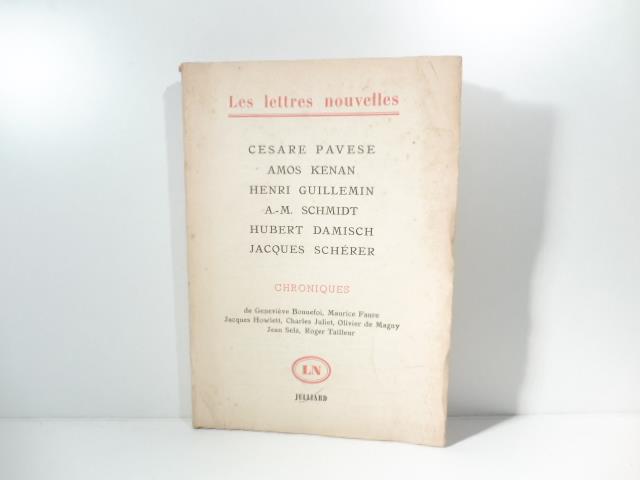 Les lettres nouvelles
CESARE PAVESE
AMOS KENAN
HENRI GUILLEMIN
A.-M. SCHMIDT
HUBERT DAMISCH
JACQUES SCHÉRER
CHRONIQUES
de Geneviève Bonnefoi, Maurice Faure
Jacques Howlett, Charles Juliet, Olivier de Magny
Jean Selz, Roger Tailleur
LN
JULLIARD